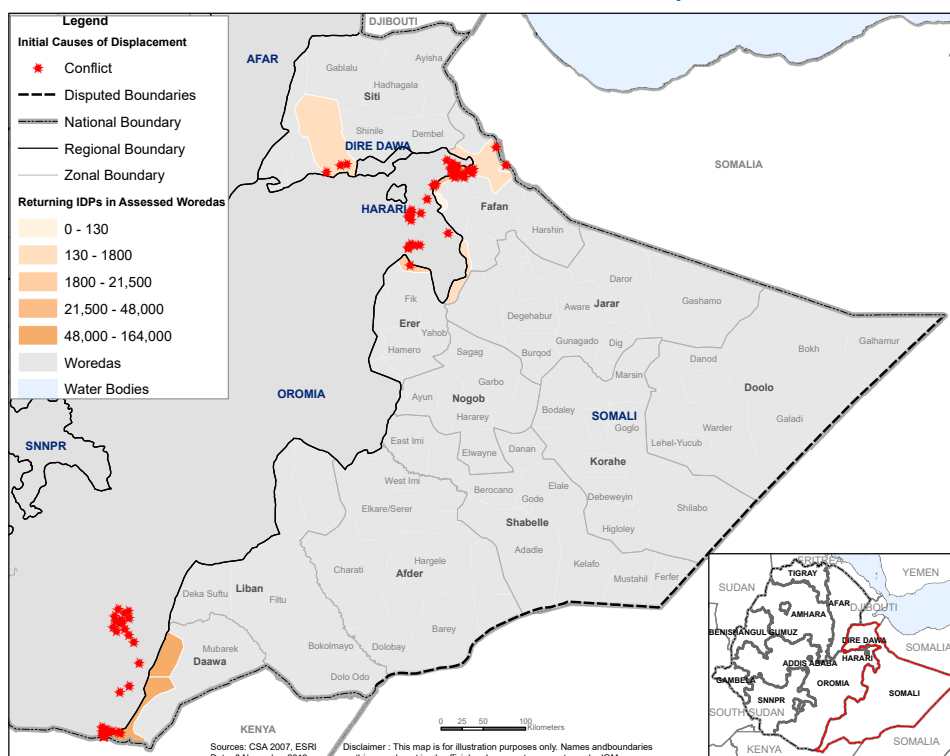 Legend
Initial Causes of Displacement
Conflict
Disputed Boundaries
National Boundary
Regional Boundary
Zonal Boundary
Returning IDPs in Assessed Woredas
0 - 130
130 - 1800
1800 - 21,500
21,500 - 48,000
48,000 - 164,000
Woredas
Water Bodies
DJIBOUTI
AFAR
Ayisha
Gablalu
Hadhagala
Siti
Shinile
Dembel
DIRE DAWA
SOMALIA
HARARI
Fafan
Harshin
Daror
Fik
Aware
Jarar
Gashamo
Degehabur
Erer
Yahob
Gunagado
Dig
Galhamur
Hamero
Sagag
Burqod
Bokh
Danod
Marsin
Garbo
Doolo
OROMIA
Ayun
Nogob
Bodaley
SOMALI
Hararey
Goglo
Galadi
Warder
SNNPR
East Imi
Lehel-Yucub
Elwayne
Danan
Korahe
West Imi
Elale
Berocano
Gode
Debeweyin
Elkare/Serer
Shilabo
Shabelle
Higloley
Adadle
Hargele
Charati
Afder
Kelafo
Mustahil
Ferfer
Liban
Deka Suftu
Filtu
Barey
Mubarek
Bokolmayo
Dolobay
Daawa
Dolo Odo
KENYA
0 25 50 100
Kilometers
ERITREA
TIGRAY
YEMEN
SUDAN
AFAR
DJIBOUTI
AMHARA
BENISHANGUL GUMUZ
DIRE DAWA
SOMALIA
ADDIS ABABA
HARARI
GAMBELA
OROMIA
SOMALI
SNNPR
SOUTH SUDAN
KENYA
SOMALIA
Sources: CSA 2007, ESRI
Disclaimer : This map is for illustration purposes only. Names andboundaries